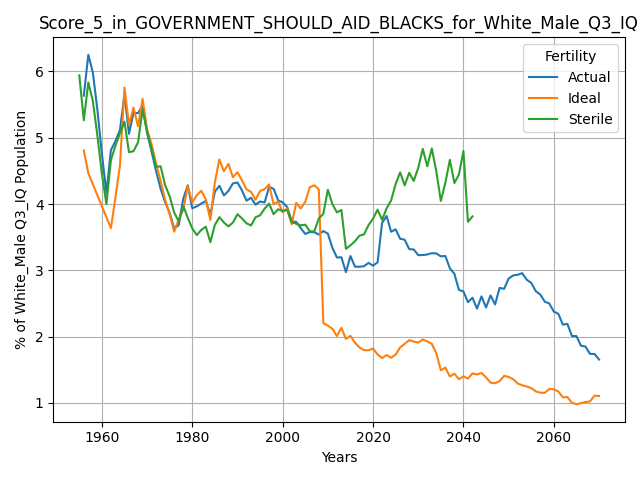 Score_5_in_GOVERNMENT_SHOULD_AID_BLACKS_for_White_Male_Q3_IQ
Fertility
Actual
Ideal
Sterile
% of White_Male Q3_IQ Population
6
5
4
3
2
1
1960
1980
2000
2020
2040
2060
Years